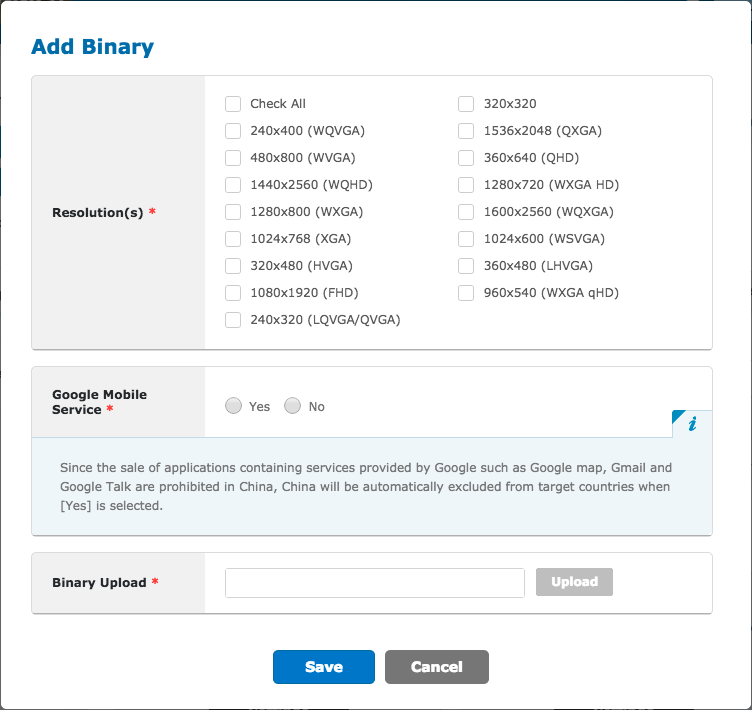 Add Binary
Check All 320x320
240x400 (WQVGA) 1536x2048 (QXGA)
480x800 (WVGA) 360x640 (QHD)
1440x2560 (WQHD) 1280x720 (WXGA HD)
Resolution(s) * 1280x800 (WXGA) 1600x2560 (WQXGA)
1024x768 (XGA) 1024x600 (WSVGA)
320x480 (HVGA) 360x480 (LHVGA)
1080x1920 (FHD) 960x540 (WXGA qHD)
240x320 (LQVGA/QVGA)
Google Mobile
Service *
Yes No
i
Since the sale of applications containing services provided by Google such as Google map, Gmail and
Google Talk are prohibited in China, China will be automatically excluded from target countries when
[Yes] is selected.
Binary Upload * Upload
Save Cancel